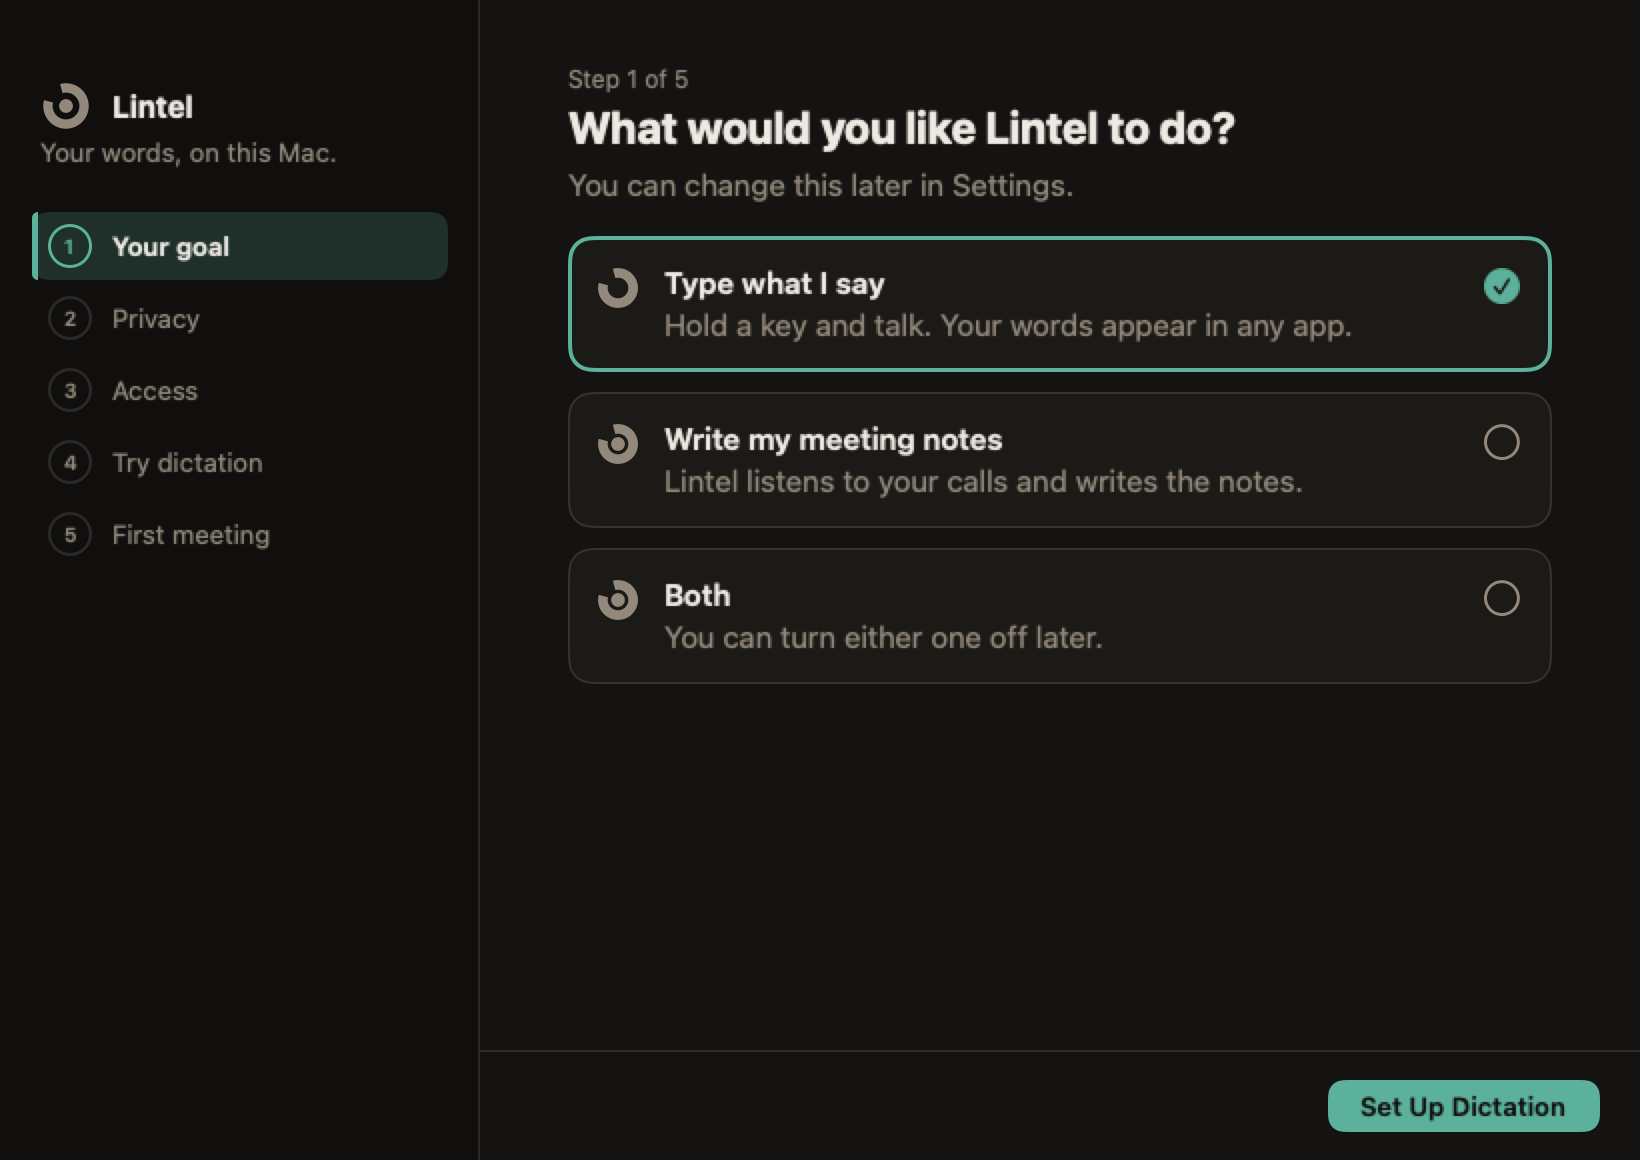 Lintel
Your words, on this Mac.
1 Your goal
2 Privacy
3 Access
4 Try dictation
5 First meeting
Step 1 of 5
What would you like Lintel to do?
You can change this later in Settings.
Type what I say
Hold a key and talk. Your words appear in any app.
Write my meeting notes
Lintel listens to your calls and writes the notes.
Both
You can turn either one off later.
Set Up Dictation